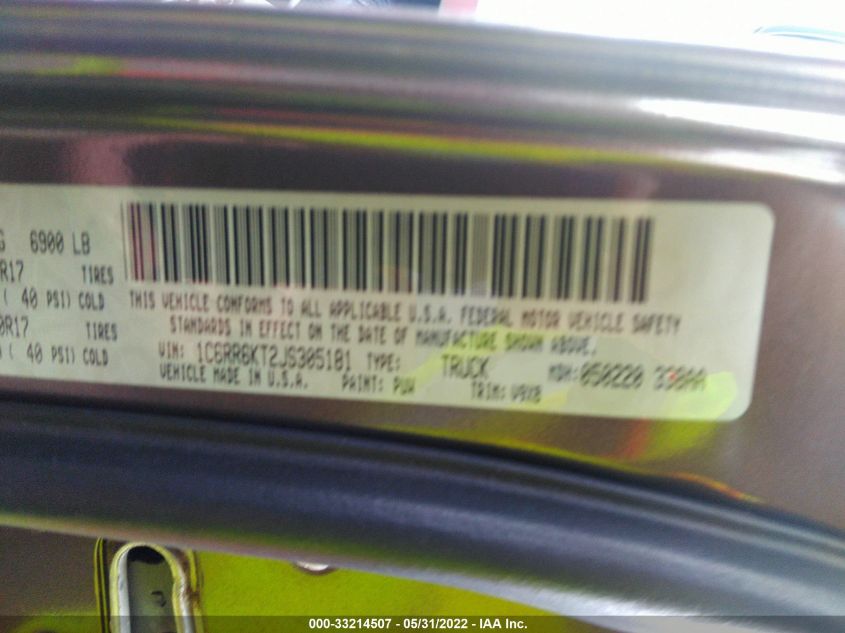 G 6900 LB
R17 TIRES
( 40 PSI) COLD
0R17 TIRES
( 40 PSI) COLD
THIS VEHICLE CONFORMS TO ALL APPLICABLE U.S.A. FEDERAL MOTOR VEHICLE SAFETY
STANDARDS IN EFFECT ON THE DATE OF MANUFACTURE SHOWN ABOVE.
VIN: 1C6RR6KT2JS305181 TYPE: TRUCK MDH: 050220 338AA
VEHICLE MADE IN U.S.A. PAINT: PUW TRIM: V9X8
000-33214507 - 05/31/2022 - IAA Inc.